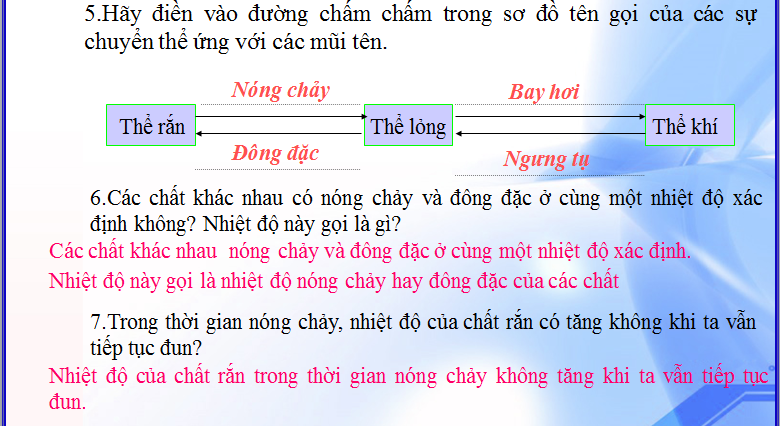 5.Hãy điền vào đường chấm chấm trong sơ đồ tên gọi của các sự
chuyển thể ứng với các mũi tên.
Nóng chảy
Bay hơi
Thể rắn
Thể lỏng
Thể khí
Đông đặc
Ngưng tụ
6.Các chất khác nhau có nóng chảy và đông đặc ở cùng một nhiệt độ xác
định không? Nhiệt độ này gọi là gì?
Các chất khác nhau nóng chảy và đông đặc ở cùng một nhiệt độ xác định.
Nhiệt độ này gọi là nhiệt độ nóng chảy hay đông đặc của các chất
7.Trong thời gian nóng chảy, nhiệt độ của chất rắn có tăng không khi ta vẫn
tiếp tục đun?
Nhiệt độ của chất rắn trong thời gian nóng chảy không tăng khi ta vẫn tiếp tục
đun.